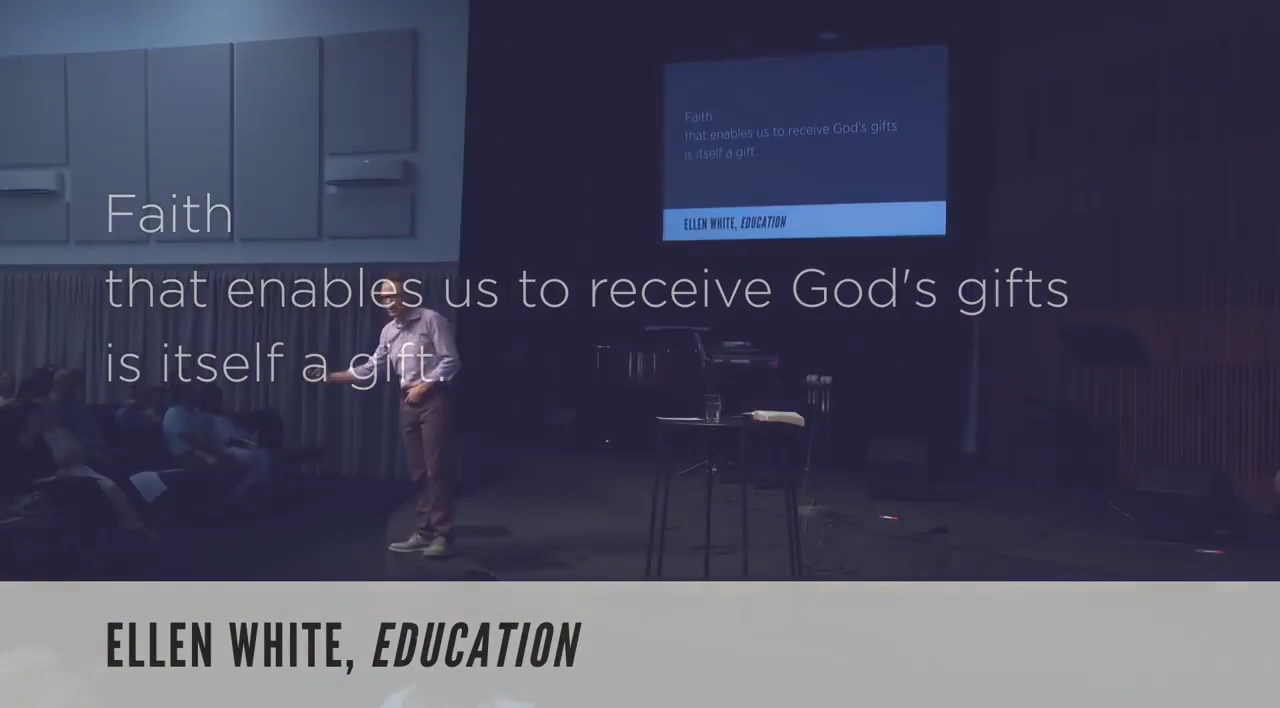 Faith
that enables us to receive God's gifts
is itself a gift.
ELLEN WHITE, EDUCATION
Faith
that enables us to receive God's gifts
is itself a gift.
ELLEN WHITE, EDUCATION